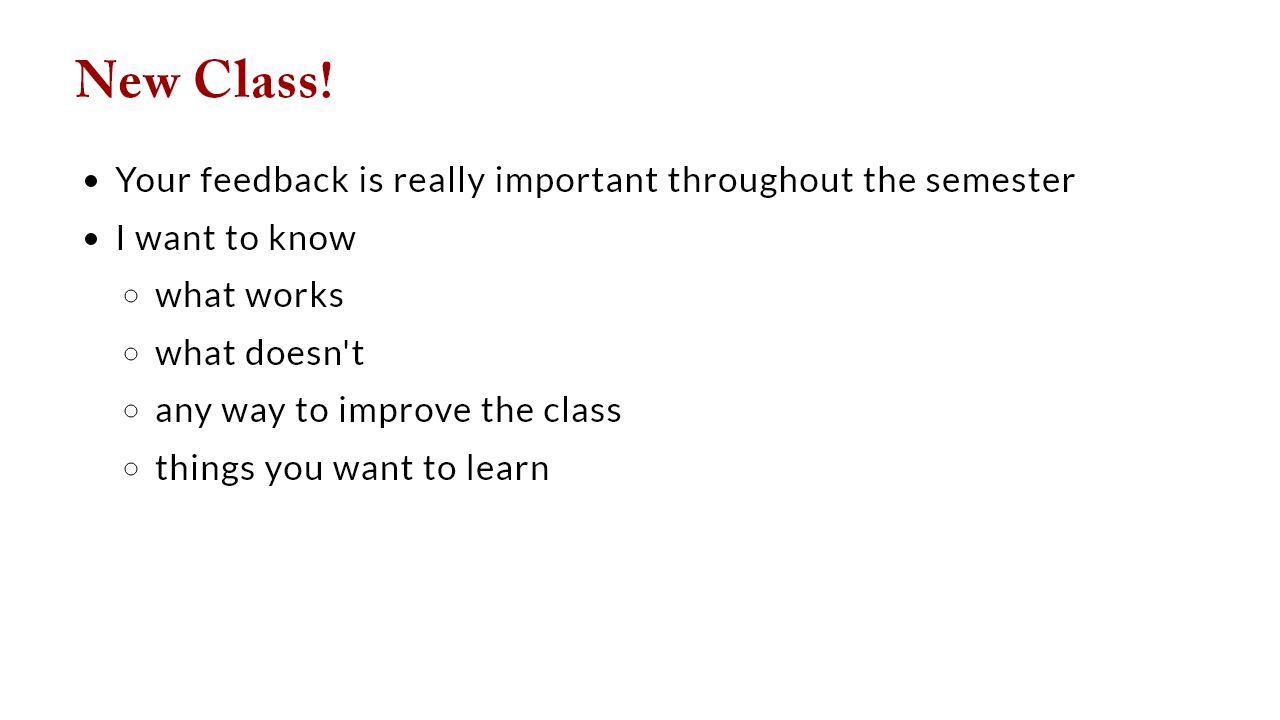 New Class!
• Your feedback is really important throughout the semester
• I want to know
◦ what works
◦ what doesn't
◦ any way to improve the class
◦ things you want to learn